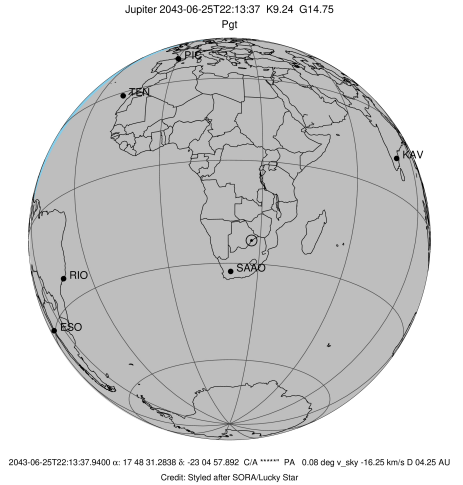 Jupiter 2043-06-25T22:13:37 K9.24 G14.75
Pgt
PIC
TEN
KAV
SAAO
RIO
ESO
2043-06-25T22:13:37.9400 α: 17 48 31.2838 δ: -23 04 57.892 C/A *****" PA 0.08 deg v_sky -16.25 km/s D 04.25 AU
Credit: Styled after SORA/Lucky Star